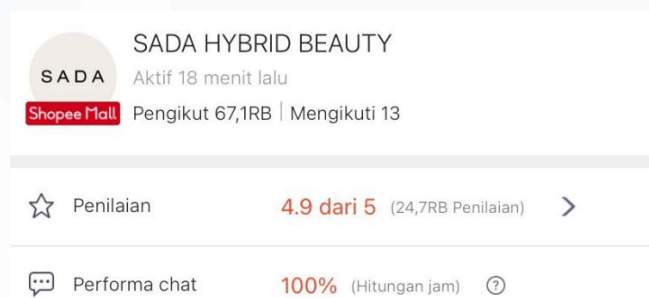 SADA HYBRID BEAUTY
SADA
Aktif 18 menit lalu
Shopee Mall
Pengikut 67,1RB | Mengikuti 13
Penilaian 4.9 dari 5 (24,7RB Penilaian)
Performa chat 100% (Hitungan jam)